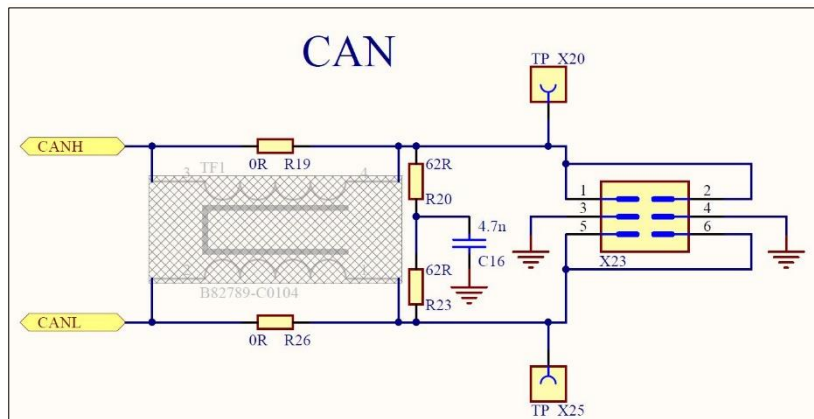 CAN
TP X20
CANH
0R R19
TF1
3 4
62R
R20
4.7n
C16
1 2
3 4
5 6
X23
2 1
B82789-C0104
62R
R23
CANL
0R R26
TP X25